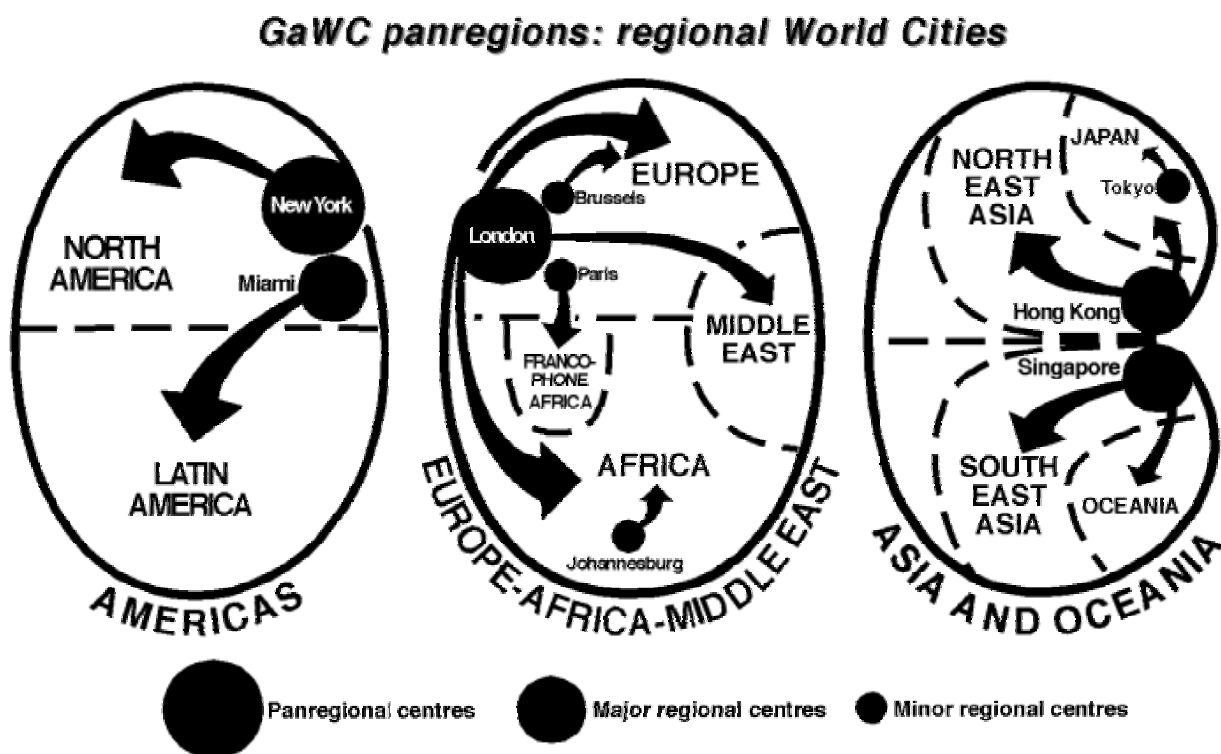 GaWC panregions: regional World Cities
New York
NORTH
AMERICA
Miami
LATIN
AMERICA
AMERICAS
EUROPE
Brussels
London
Paris
MIDDLE
EAST
FRANCO-
PHONE
AFRICA
AFRICA
Johannesburg
EUROPE-AFRICA-MIDDLE EAST
JAPAN
NORTH
EAST
ASIA
Tokyo
Hong Kong
Singapore
SOUTH
EAST
ASIA
OCEANIA
ASIA AND OCEANIA
Panregional centres
Major regional centres
Minor regional centres